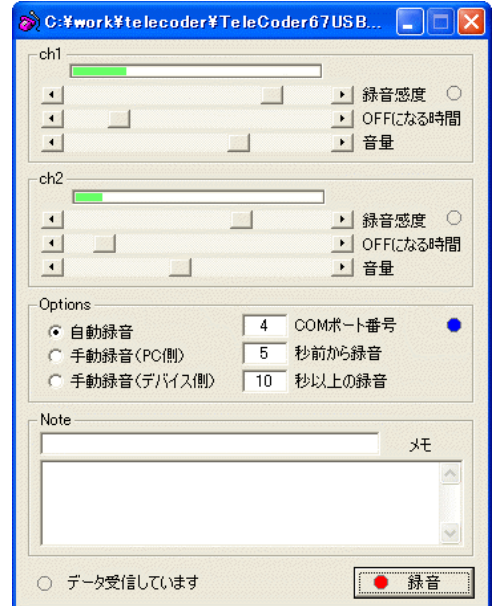 C:¥work¥telecoder¥TeleCoder67USB...
ch1
録音感度
OFFになる時間
音量
ch2
録音感度
OFFになる時間
音量
Options
自動録音
4 COMポート番号
手動録音(PC側)
5 秒前から録音
手動録音(デバイス側)
10 秒以上の録音
Note
メモ
データ受信しています
録音